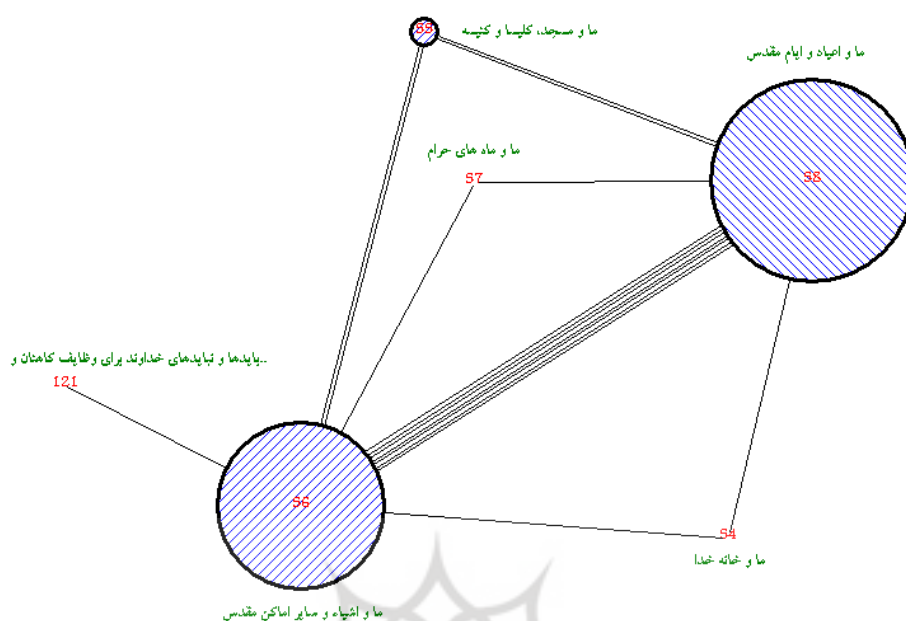 S5
ما و مسجد، کلیسا و کنیسه
ما و اعیاد و ایام مقدس
ما و ماه های حرام
S7
S2
بایدها و نبایدهای خداوند برای وظایف کاهنان و..
121
S6
S4
ما و خانه خدا
ما و اشیاء و سایر اماکن مقدس